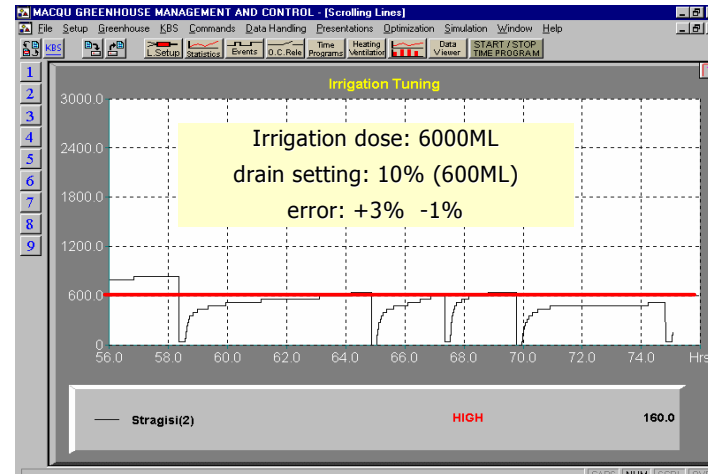 MACQU GREENHOUSE MANAGEMENT AND CONTROL - [Scrolling Lines]
File Setup Greenhouse KBS Commands Data Handling Presentations Optimization Simulation Window Help
KBS L.Setup Statistics Events O.C.Rele Time Programs Heating Ventilation Data Viewer START / STOP TIME PROGRAM
1
2
3
4
5
6
7
8
9
Irrigation Tuning
3000.0
2400.0
1800.0
1200.0
600.0
0
Irrigation dose: 6000ML
drain setting: 10% (600ML)
error: +3% -1%
56.0 58.0 60.0 62.0 64.0 66.0 68.0 70.0 72.0 74.0 Hrs
Stragisi(2) HIGH 160.0
CAPS NUM